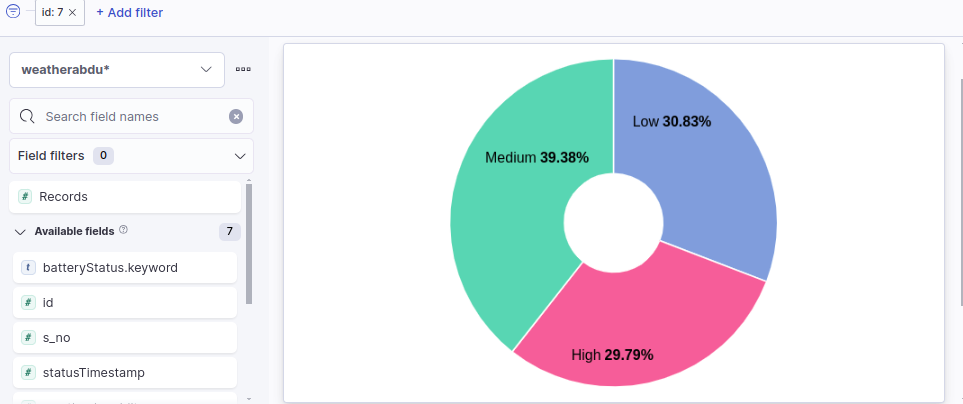 id: 7 ×
+ Add filter
weatherabdu*
Search field names
Field filters 0
# Records
Available fields ? 7
t batteryStatus.keyword
# id
# s_no
# statusTimestamp
Low 30.83%
Medium 39.38%
High 29.79%